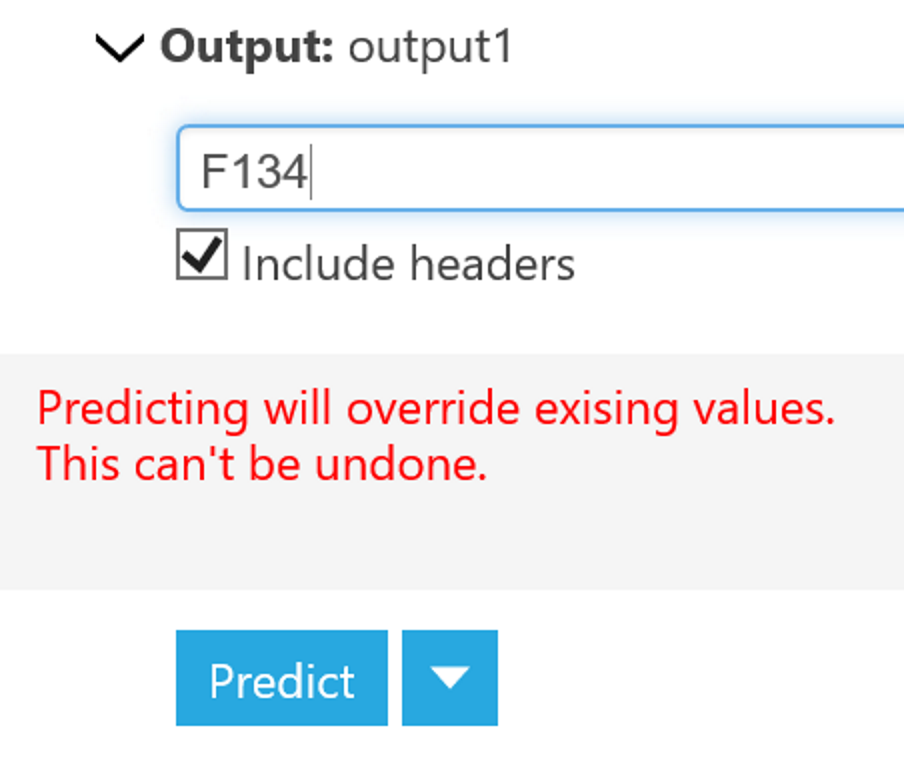 Output: output1
F134
Include headers
Predicting will override exising values.
This can't be undone.
Predict